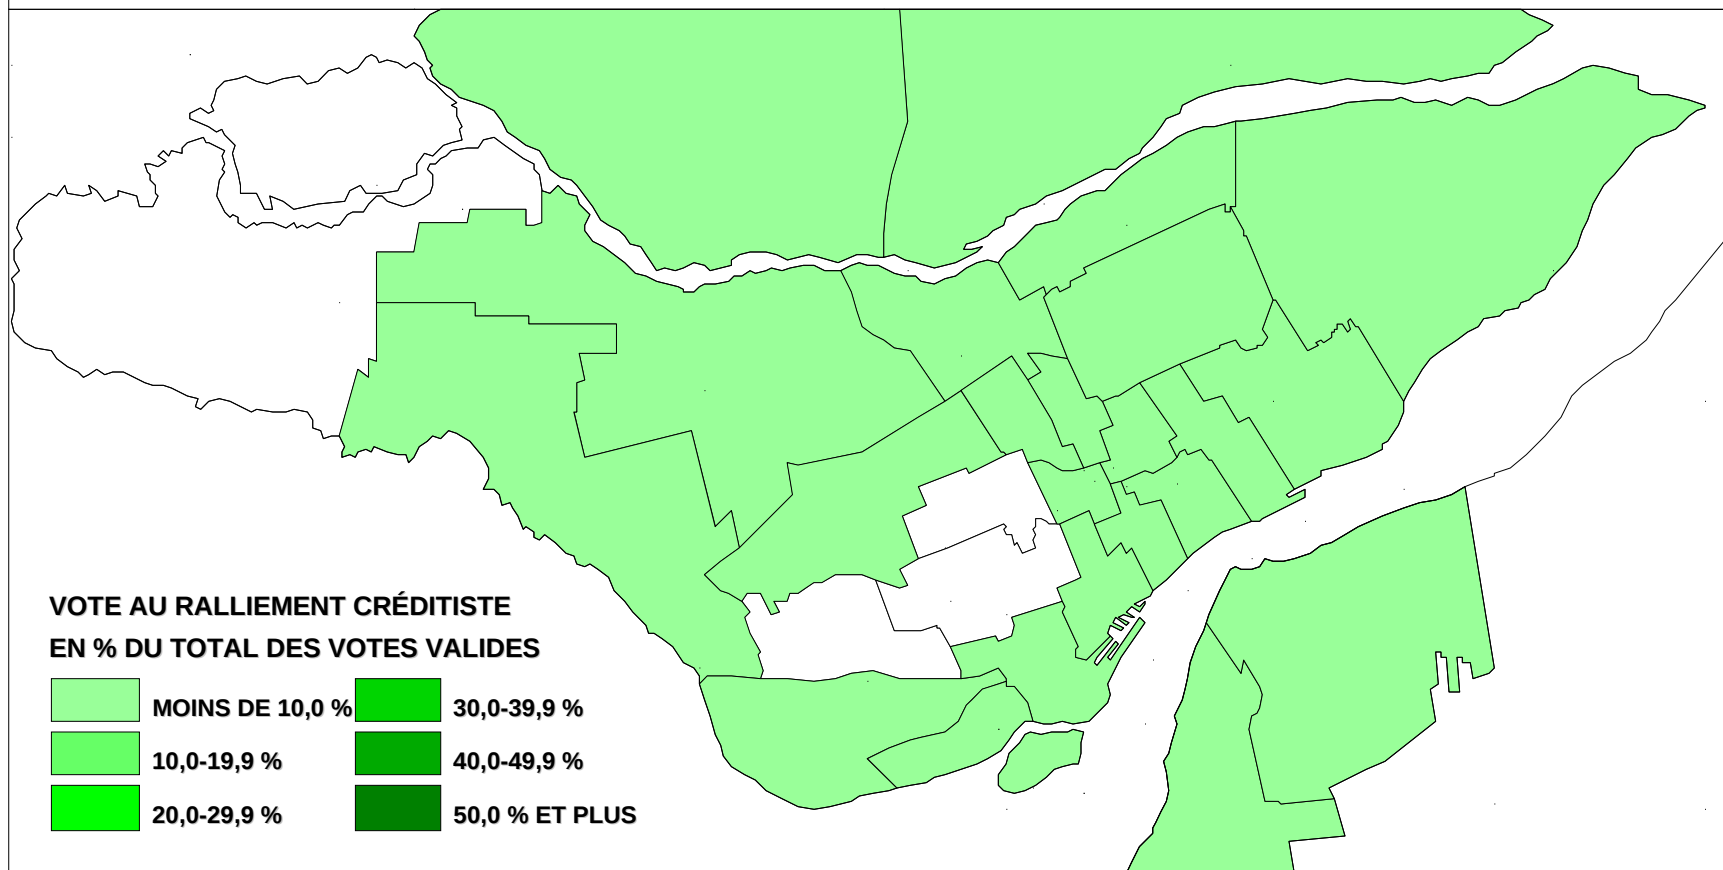 VOTE AU RALLIEMENT CRÉDITISTE
EN % DU TOTAL DES VOTES VALIDES
MOINS DE 10,0 %
10,0-19,9 %
20,0-29,9 %
30,0-39,9 %
40,0-49,9 %
50,0 % ET PLUS